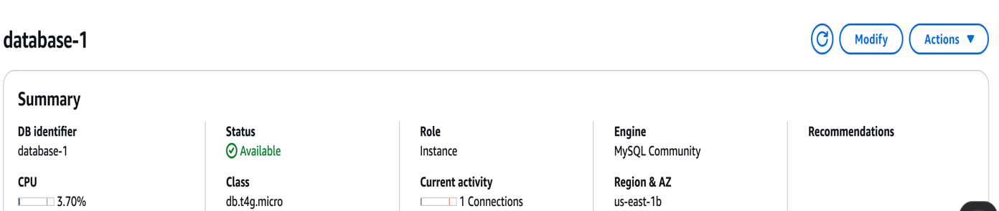 database-1
Modify
Actions
Summary
DB identifier
database-1
Status
Available
Role
Instance
Engine
MySQL Community
Recommendations
CPU
3.70%
Class
db.t4g.micro
Current activity
1 Connections
Region & AZ
us-east-1b